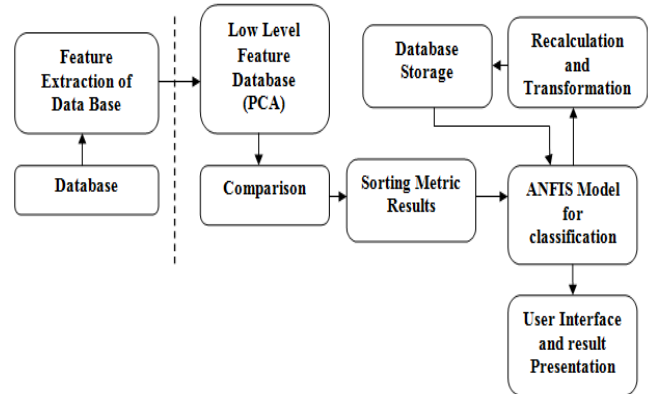 Feature
Extraction of
Data Base
Database
Low Level
Feature
Database
(PCA)
Comparison
Sorting Metric
Results
Database
Storage
Recalculation
and
Transformation
ANFIS Model
for
classification
User Interface
and result
Presentation